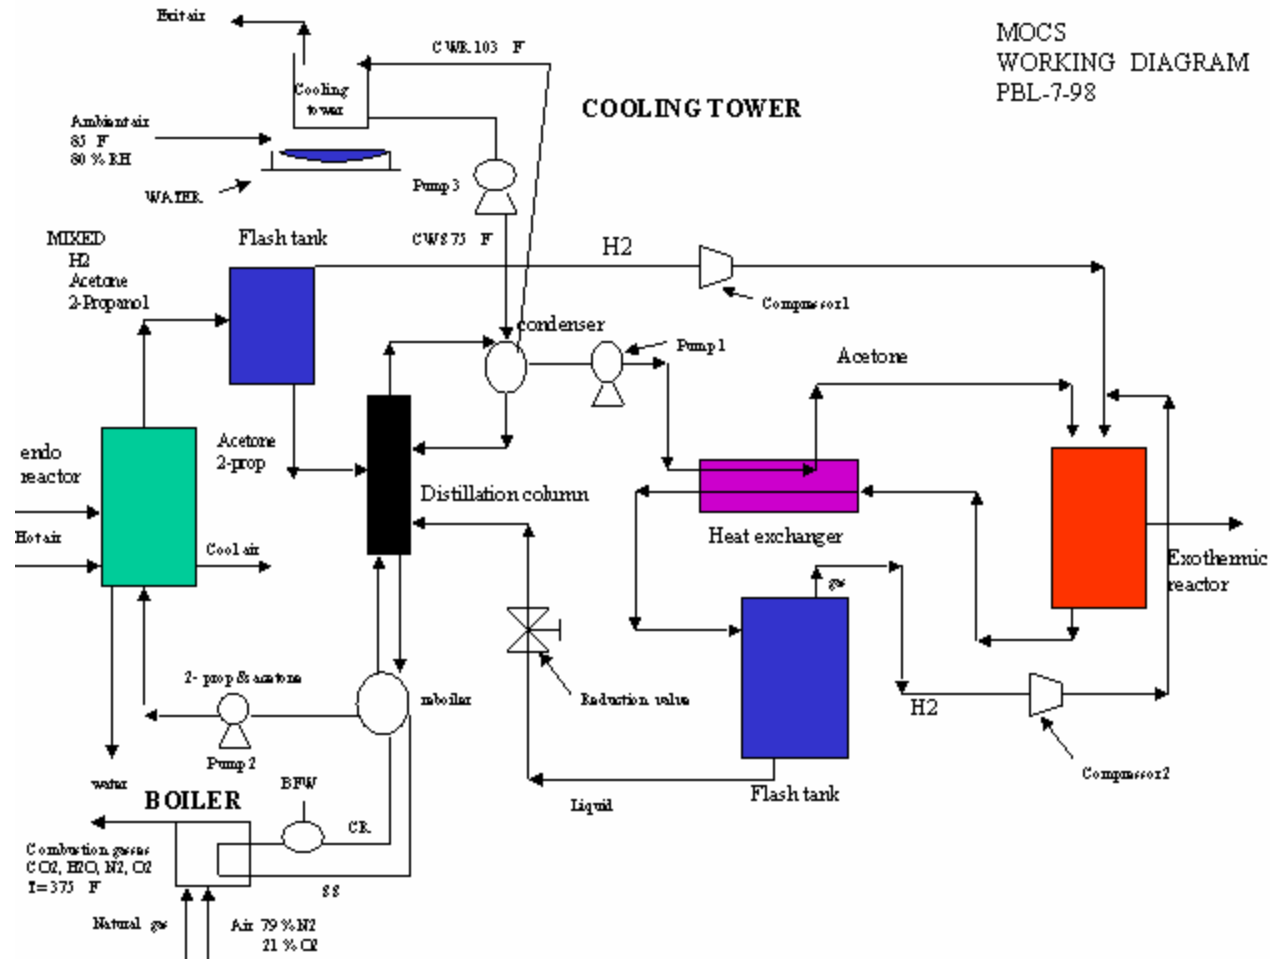 Exit air
CWR 103 F
MOCS
WORKING DIAGRAM
PBL-7-98
Cooling
tower
COOLING TOWER
Ambient air
85 F
80 % RH
WATER
Pump 3
MIXED
H2
Acetone
2-Propanol
Flash tank
CWS 75 F
H2
Compressor1
condenser
Pump 1
Acetone
endo
reactor
Acetone
2-prop
Distillation column
Heat exchanger
Hot air
Cool air
Exothermic
reactor
gas
2- prop & acetone
reboiler
Reduction valve
H2
Pump 2
Compressor2
water
BFW
Flash tank
BOILER
Liquid
CR
Combustion gasses
CO2, H2O, N2, O2
T= 375 F
SS
Natural gas
Air 79 % N2
21 % O2